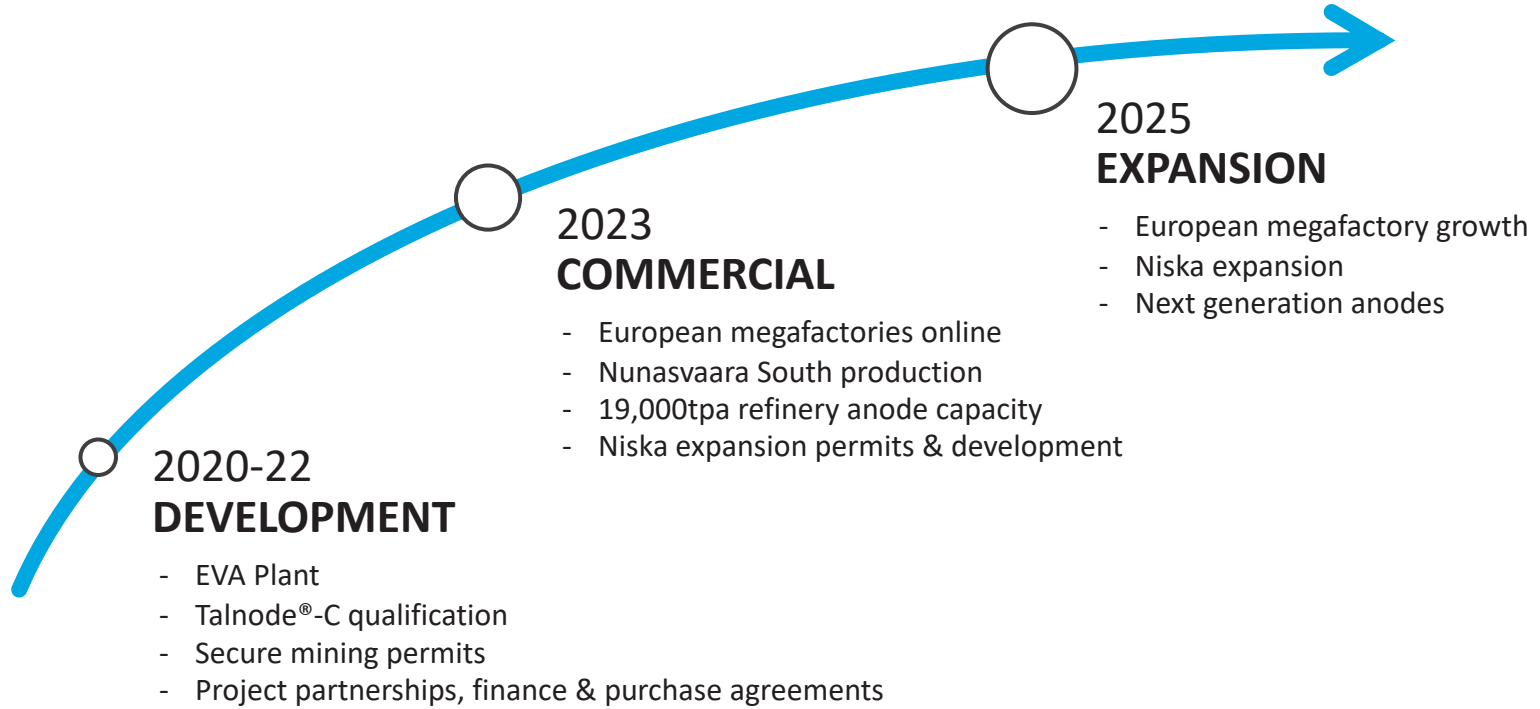 2020-22
DEVELOPMENT
- EVA Plant
- Talnode®-C qualification
- Secure mining permits
- Project partnerships, finance & purchase agreements
2023
COMMERCIAL
- European megafactories online
- Nunasvaara South production
- 19,000tpa refinery anode capacity
- Niska expansion permits & development
2025
EXPANSION
- European megafactory growth
- Niska expansion
- Next generation anodes